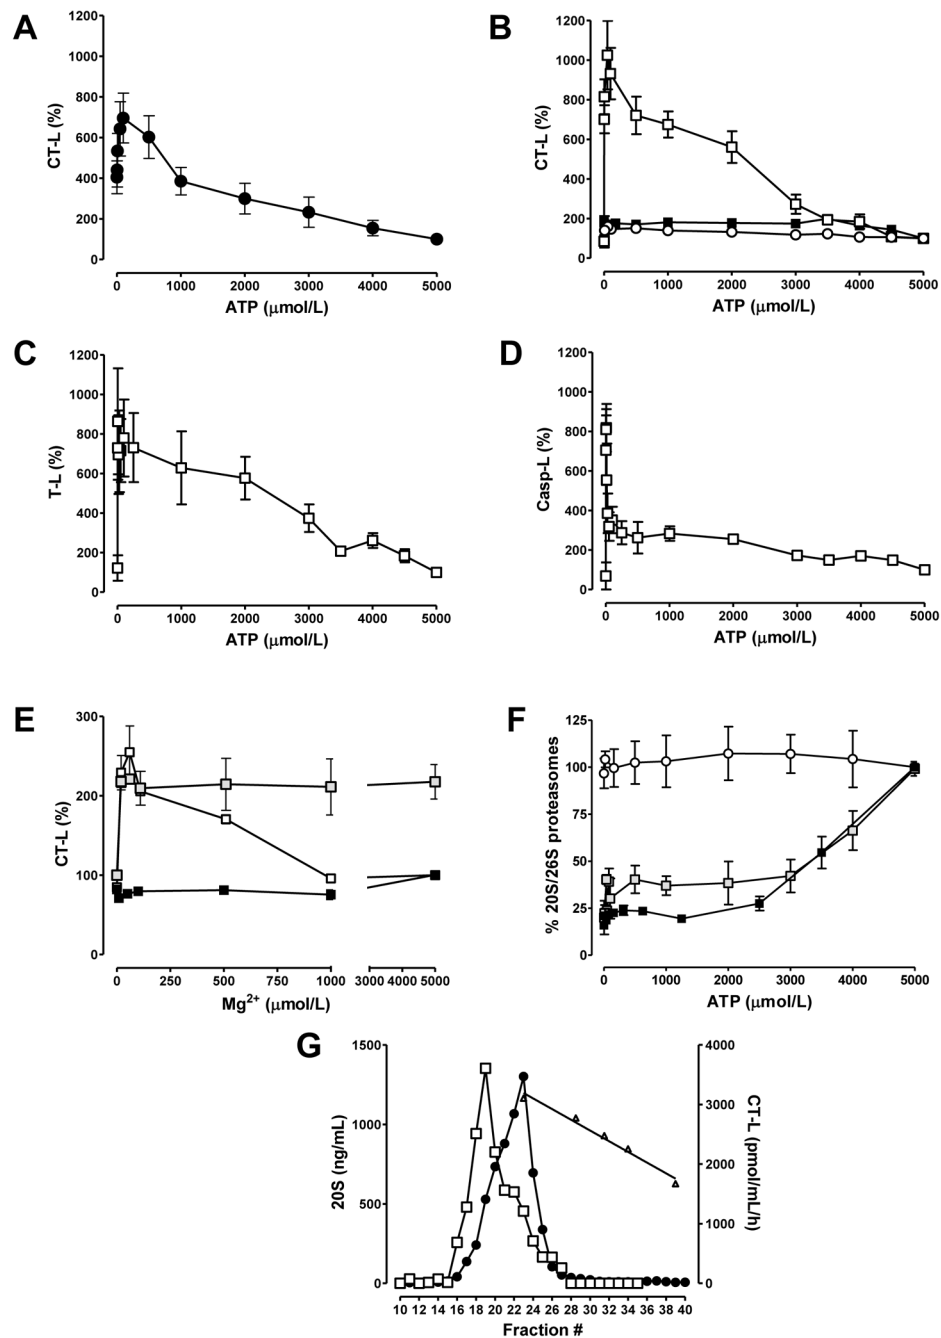 A
1200
1000
800
600
400
200
0
CT-L (%)
0 1000 2000 3000 4000 5000
ATP (μmol/L)
B
1200
1000
800
600
400
200
0
CT-L (%)
0 1000 2000 3000 4000 5000
ATP (μmol/L)
C
1200
1000
800
600
400
200
0
T-L (%)
0 1000 2000 3000 4000 5000
ATP (μmol/L)
D
1200
1000
800
600
400
200
0
Casp-L (%)
0 1000 2000 3000 4000 5000
ATP (μmol/L)
E
300
200
100
0
CT-L (%)
0 250 500 750 1000 3000 4000 5000
Mg2+ (μmol/L)
F
125
100
75
50
25
0
% 20S/26S proteasomes
0 1000 2000 3000 4000 5000
ATP (μmol/L)
G
1500
1000
500
0
20S (ng/mL)
4000
3000
2000
1000
0
CT-L (pmol/mL/h)
10 12 14 16 18 20 22 24 26 28 30 32 34 36 38 40
Fraction #